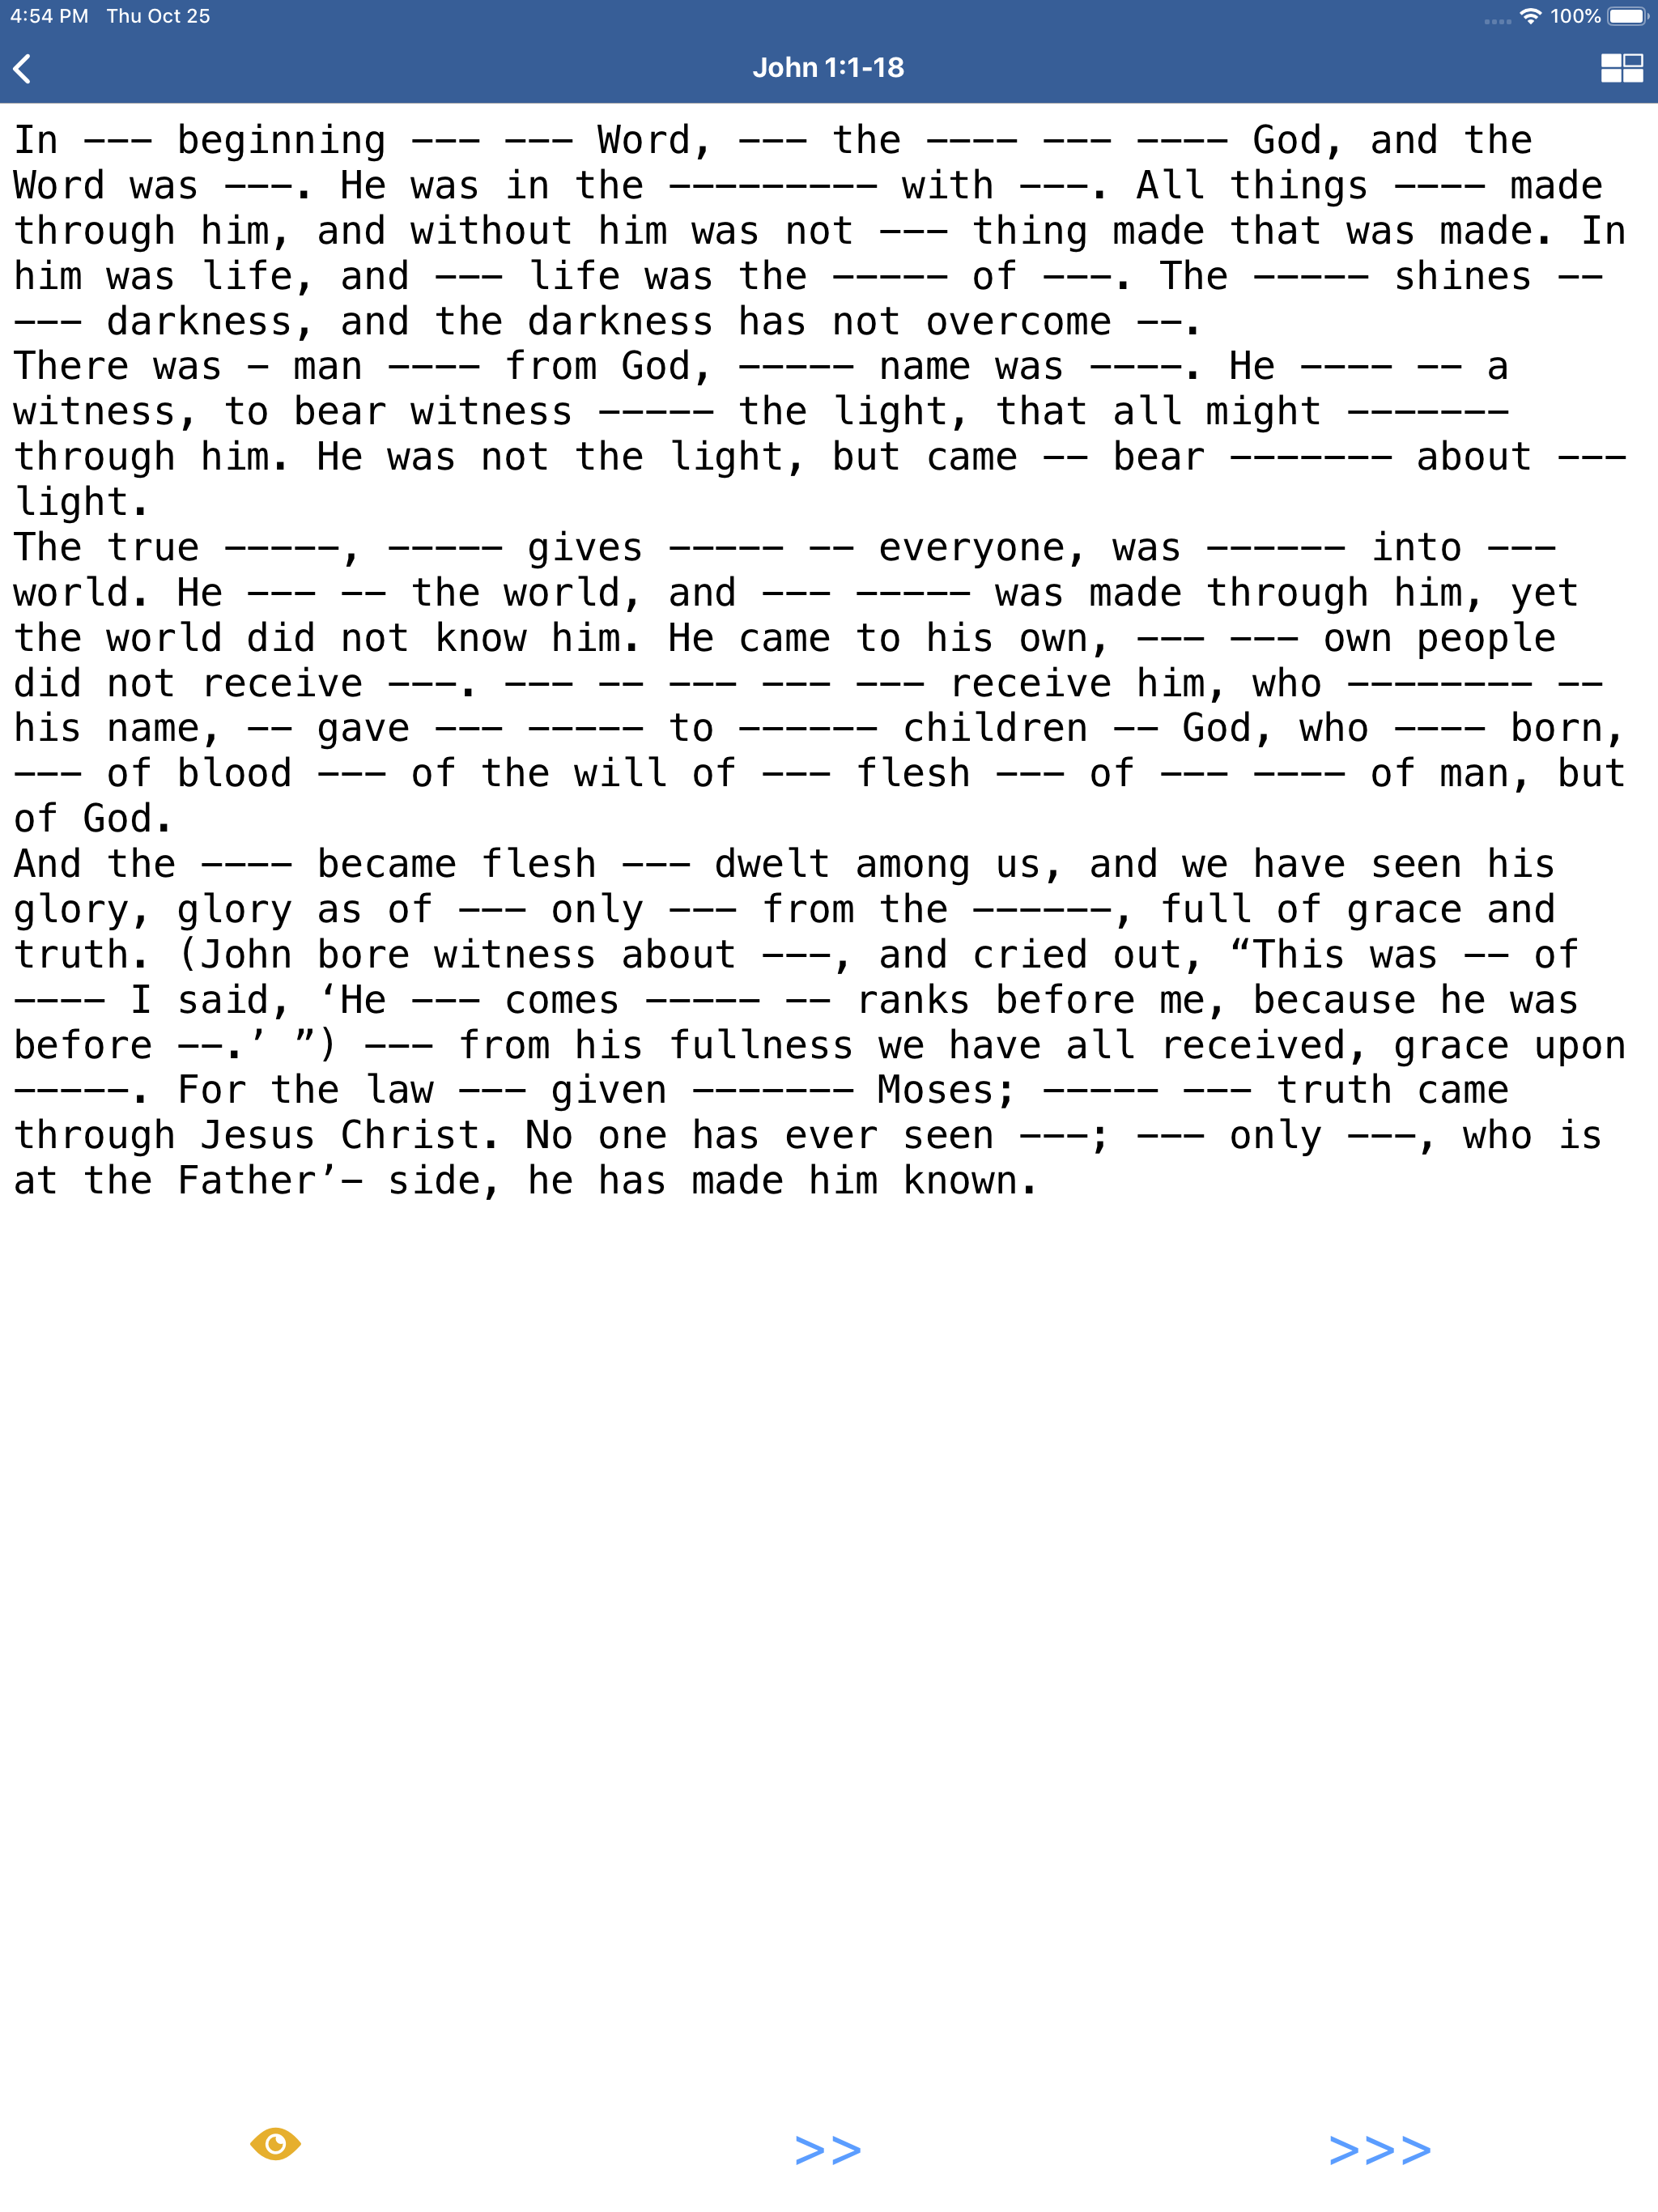 4:54 PM Thu Oct 25 100%
John 1:1-18
In --- beginning --- --- Word, --- the ---- --- ---- God, and the
Word was ---. He was in the --------- with ---. All things ---- made
through him, and without him was not --- thing made that was made. In
him was life, and --- life was the ----- of ---. The ----- shines --
--- darkness, and the darkness has not overcome --.
There was - man ---- from God, ----- name was ----. He ---- -- a
witness, to bear witness ----- the light, that all might -------
through him. He was not the light, but came -- bear ------- about ---
light.
The true -----, ----- gives ----- -- everyone, was ------ into ---
world. He --- -- the world, and --- ----- was made through him, yet
the world did not know him. He came to his own, --- --- own people
did not receive ---. --- -- --- --- --- receive him, who -------- --
his name, -- gave --- ----- to ------ children -- God, who ---- born,
--- of blood --- of the will of --- flesh --- of --- ---- of man, but
of God.
And the ---- became flesh --- dwelt among us, and we have seen his
glory, glory as of --- only --- from the ------, full of grace and
truth. (John bore witness about ---, and cried out, “This was -- of
---- I said, ‘He --- comes ----- -- ranks before me, because he was
before --.’ ”) --- from his fullness we have all received, grace upon
-----. For the law --- given ------- Moses; ----- --- truth came
through Jesus Christ. No one has ever seen ---; --- only ---, who is
at the Father’- side, he has made him known.
>> >>>